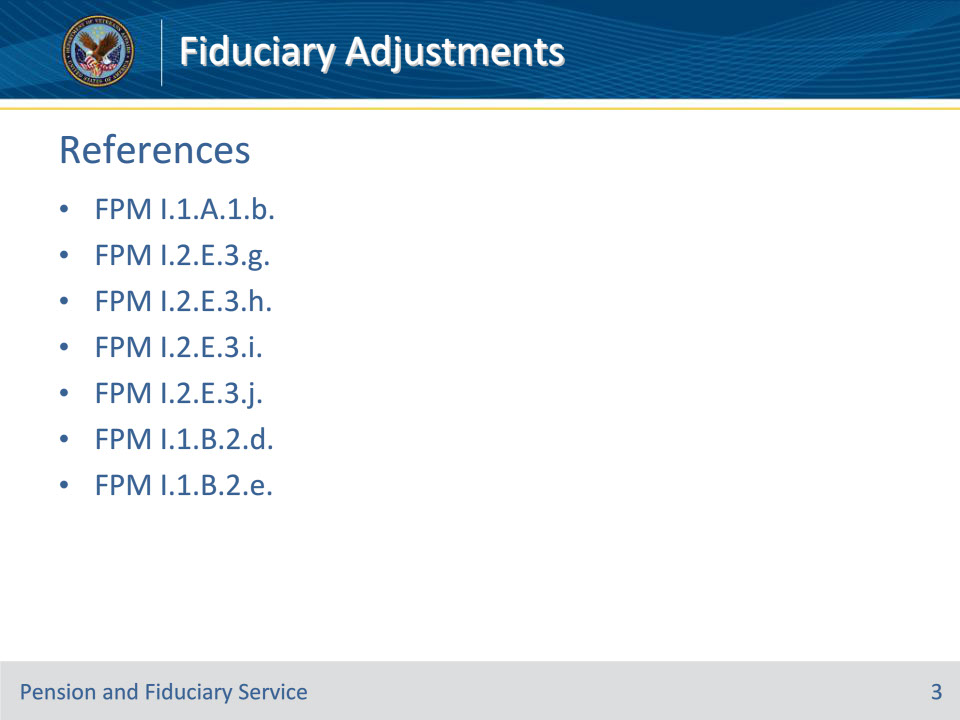 Fiduciary Adjustments
References
• FPM I.1.A.1.b.
• FPM I.2.E.3.g.
• FPM I.2.E.3.h.
• FPM I.2.E.3.i.
• FPM I.2.E.3.j.
• FPM I.1.B.2.d.
• FPM I.1.B.2.e.
Pension and Fiduciary Service
3